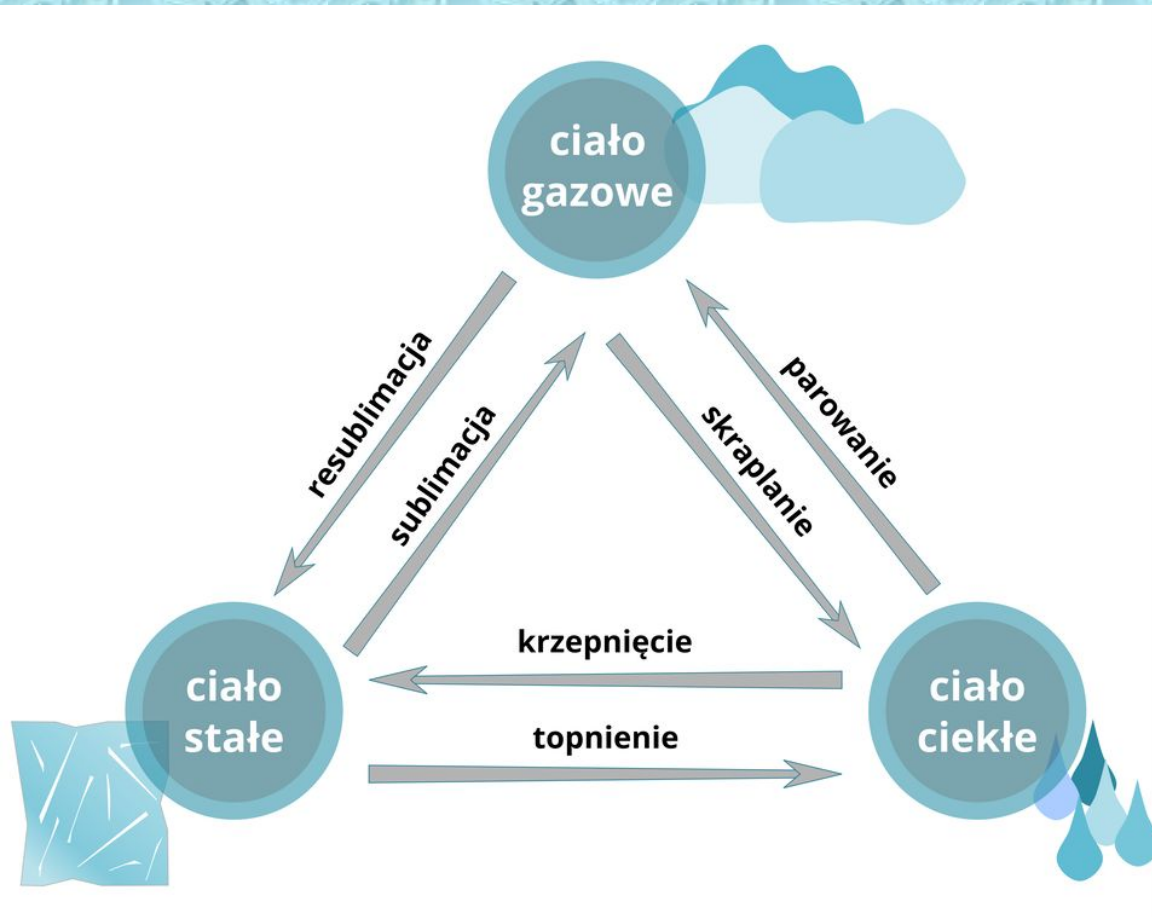 ciało
gazowe
resublimacja
sublimacja
skraplanie
parowanie
krzepnięcie
topnienie
ciało
stałe
ciało
ciekłe